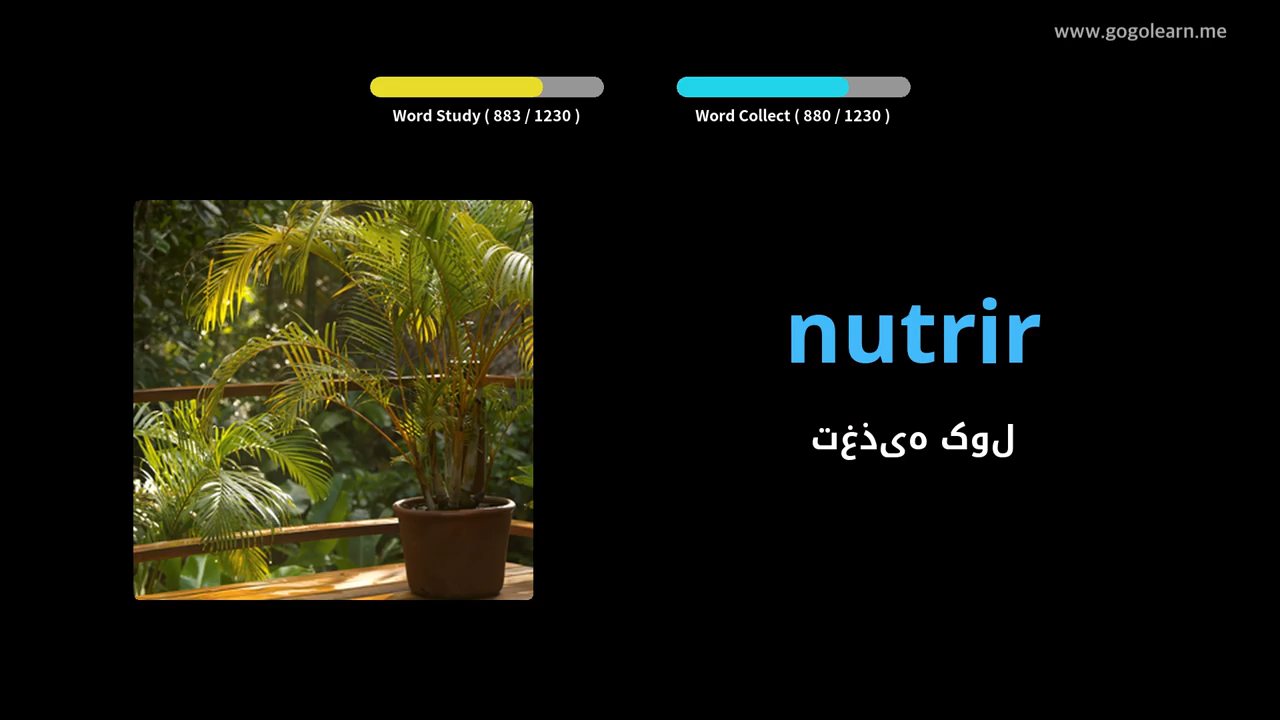 www.gogolearn.me
Word Study ( 883 / 1230 )
Word Collect ( 880 / 1230 )
nutrir
تغذیه کول